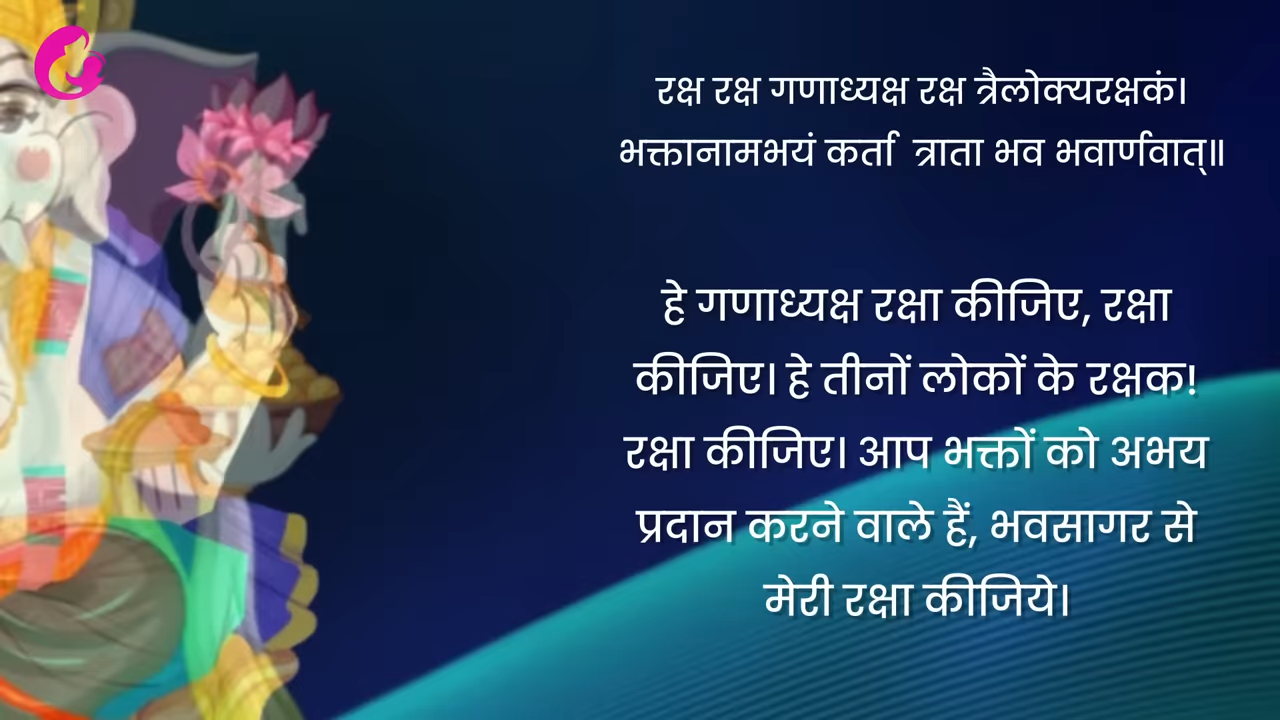 रक्ष रक्ष गणाध्यक्ष रक्ष त्रैलोक्यरक्षकं।
भक्तानामभयं कर्ता त्राता भव भवार्णवात्॥
हे गणाध्यक्ष रक्षा कीजिए, रक्षा
कीजिए। हे तीनों लोकों के रक्षक!
रक्षा कीजिए। आप भक्तों को अभय
प्रदान करने वाले हैं, भवसागर से
मेरी रक्षा कीजिये।